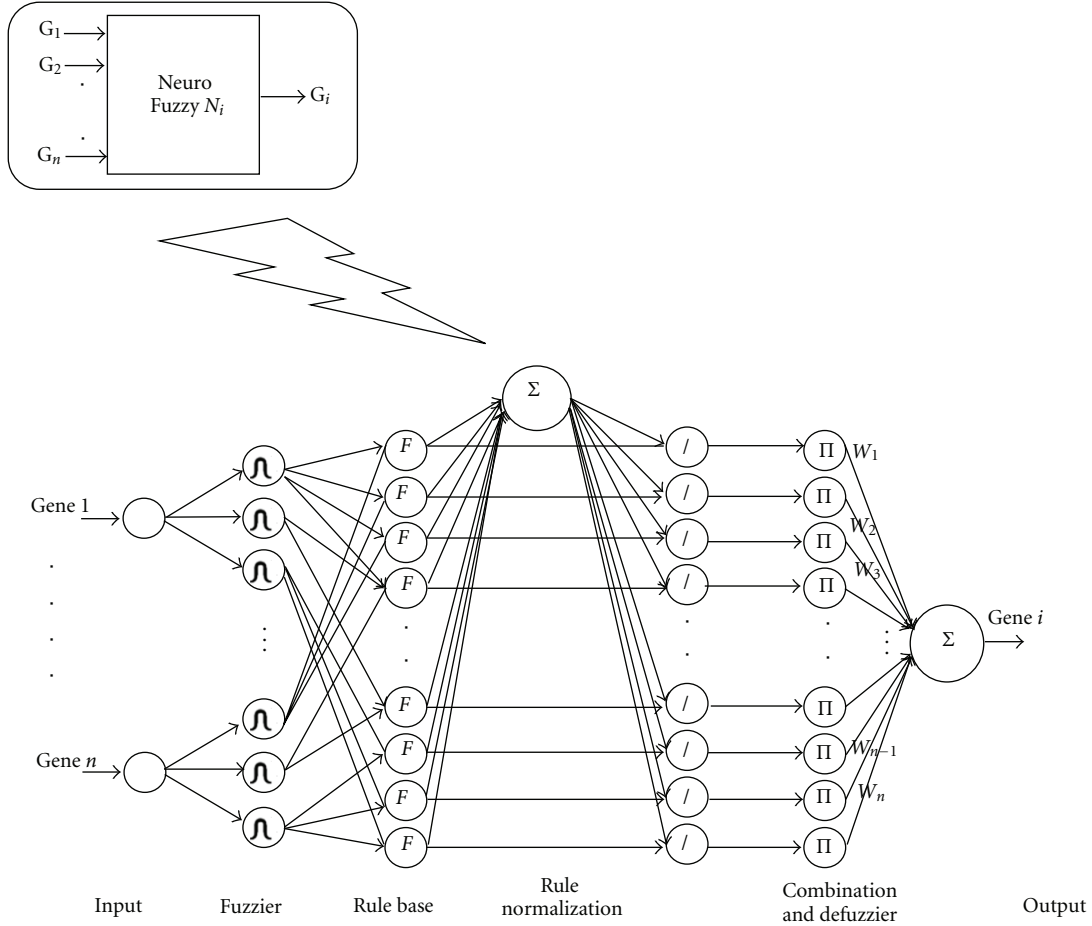 G₁
G₂
.
.
Gₙ
Neuro
Fuzzy Nᵢ
Gᵢ
Σ
F
/
Π
W₁
F
/
Π
Gene 1
W₂
F
/
Π
W₃
F
/
Π
Gene i
Σ
F
/
Π
F
/
Π
Wₙ₋₁
Gene n
F
/
Π
Wₙ
F
/
Π
Input
Fuzzier
Rule base
Rule
normalization
Combination
and defuzzier
Output